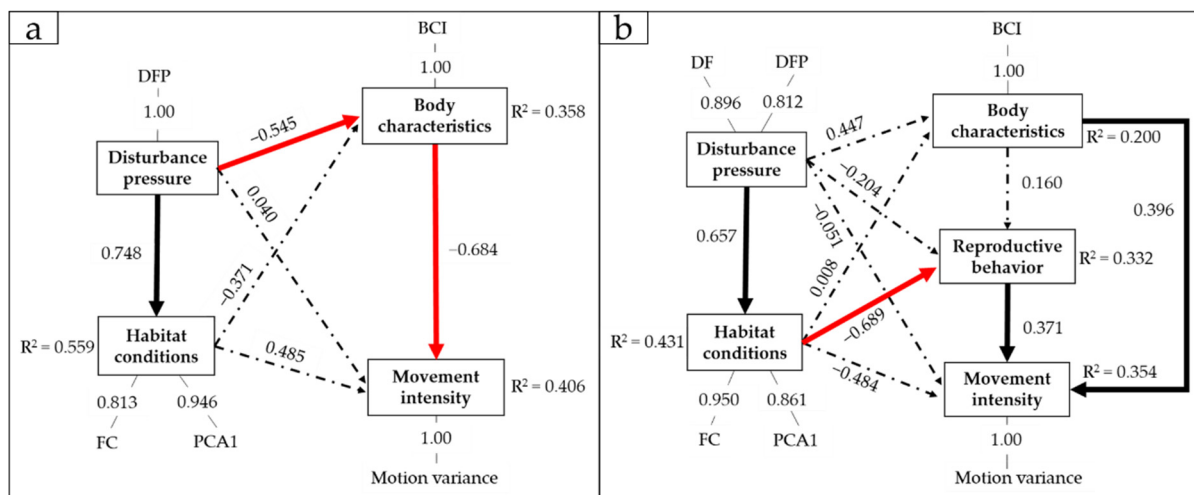 a
BCI
1.00
DFP
1.00
Body
characteristics
R² = 0.358
−0.545
Disturbance
pressure
0.040
0.748
−0.371
−0.684
Habitat
conditions
R² = 0.559
0.485
Movement
intensity
R² = 0.406
0.813
0.946
FC
PCA1
1.00
Motion variance
b
BCI
1.00
DF
DFP
0.896
0.812
Body
characteristics
R² = 0.200
0.447
Disturbance
pressure
−0.204
0.160
0.396
−0.051
0.657
0.008
Reproductive
behavior
R² = 0.332
−0.689
0.371
Habitat
conditions
R² = 0.431
−0.484
Movement
intensity
R² = 0.354
0.950
0.861
FC
PCA1
1.00
Motion variance